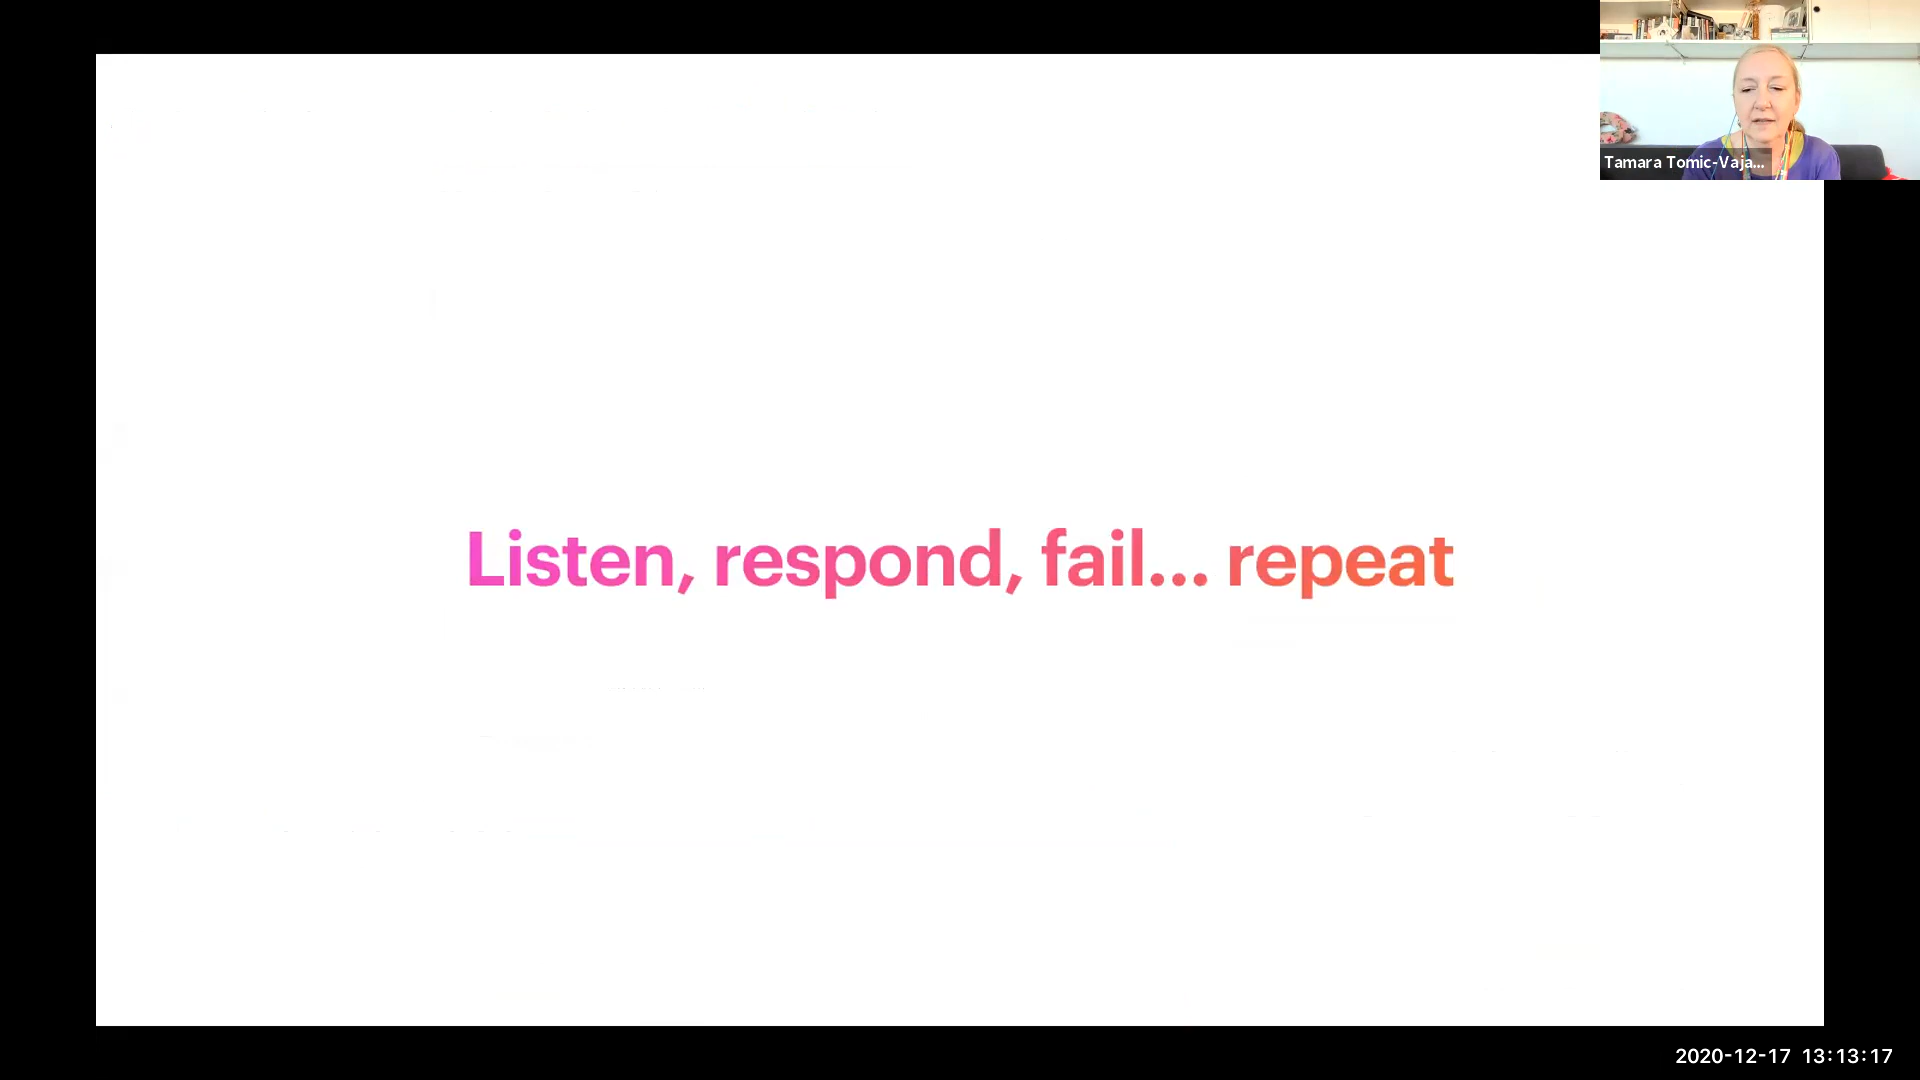 Tamara Tomic-Vaja...
Listen, respond, fail... repeat
2020-12-17 13:13:17